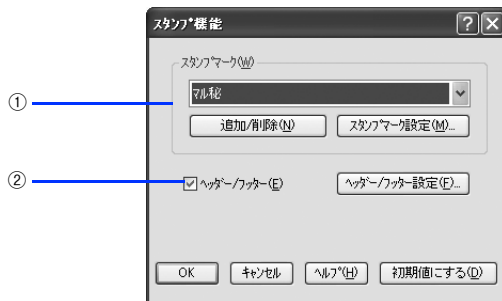 スタンプ機能
スタンプマーク(W)
①
マル秘
追加/削除(N)
スタンプマーク設定(M)...
②
ヘッダー/フッター(E)
ヘッダー/フッター設定(F)...
OK
キャンセル
ヘルプ(H)
初期値にする(D)